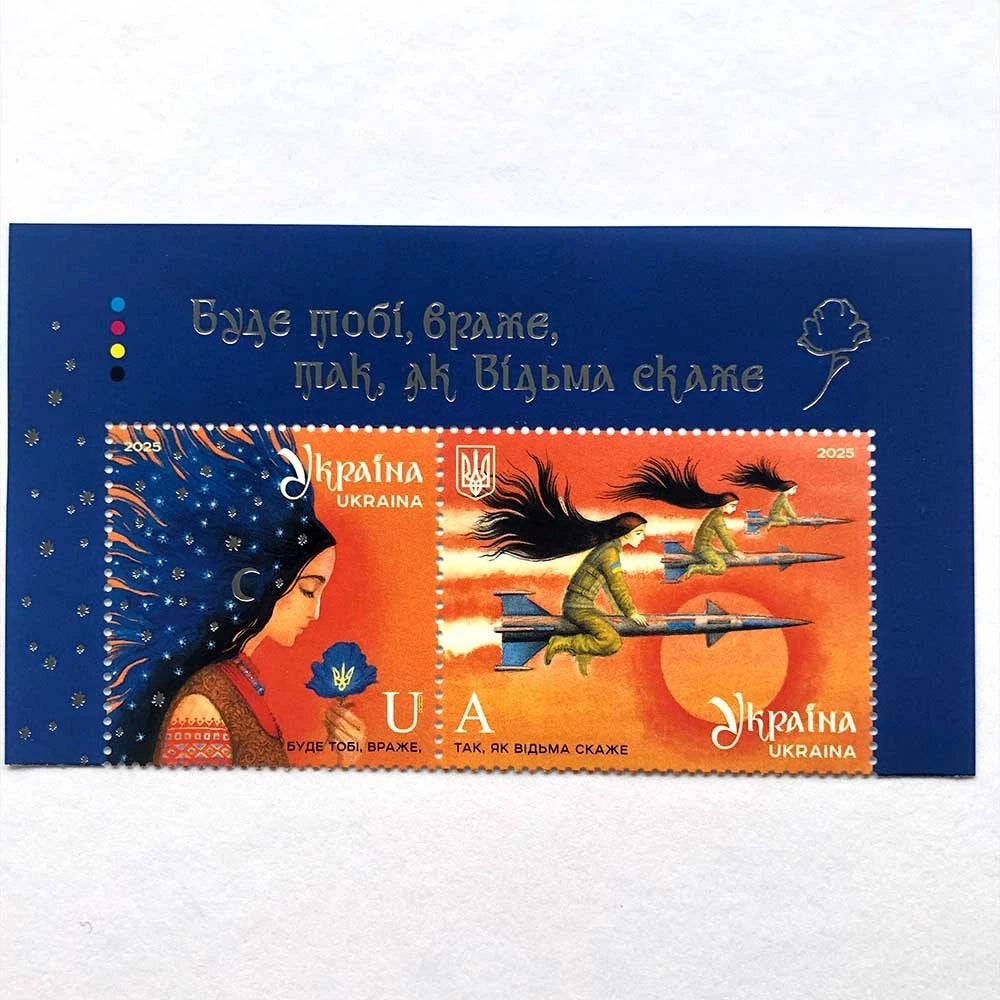 Буде тобі, враже,
так, як Відьма скаже
2025
Україна
UKRAINA
U
БУДЕ ТОБІ, ВРАЖЕ,
2025
A
ТАК, ЯК ВІДЬМА СКАЖЕ
Україна
UKRAINA